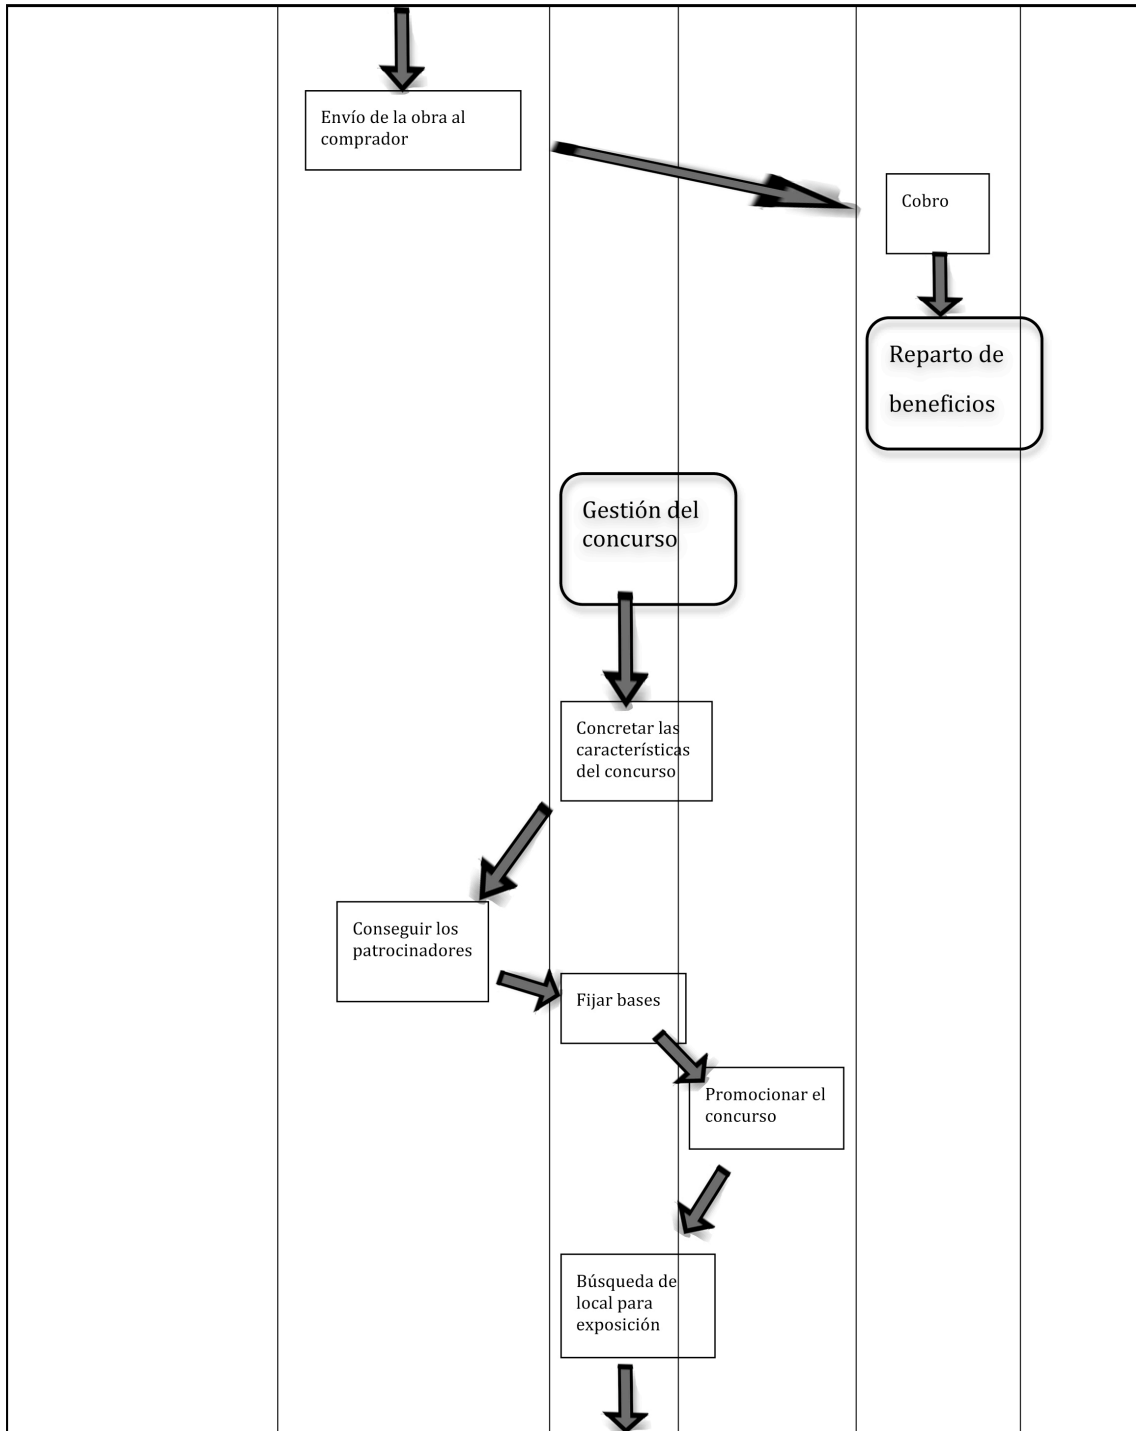 Envío de la obra al
comprador
Cobro
Reparto de
beneficios
Gestión del
concurso
Concretar las
características
del concurso
Conseguir los
patrocinadores
Fijar bases
Promocionar el
concurso
Búsqueda de
local para
exposición